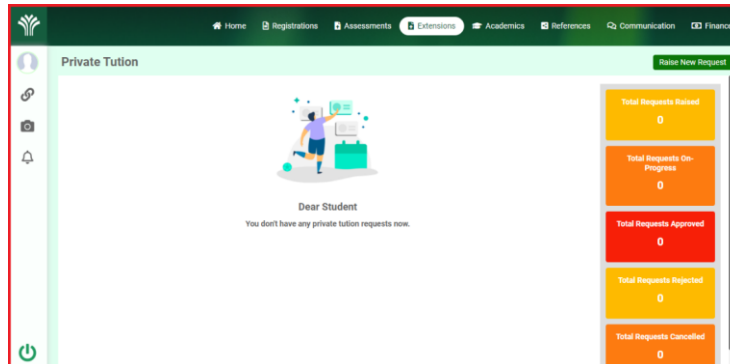 Home Registrations Assessments Extensions Academics References Communication Finance
Private Tution
Raise New Request
Dear Student
You don't have any private tution requests now.
Total Requests Raised
0
Total Requests On-
Progress
0
Total Requests Approved
0
Total Requests Rejected
0
Total Requests Cancelled
0